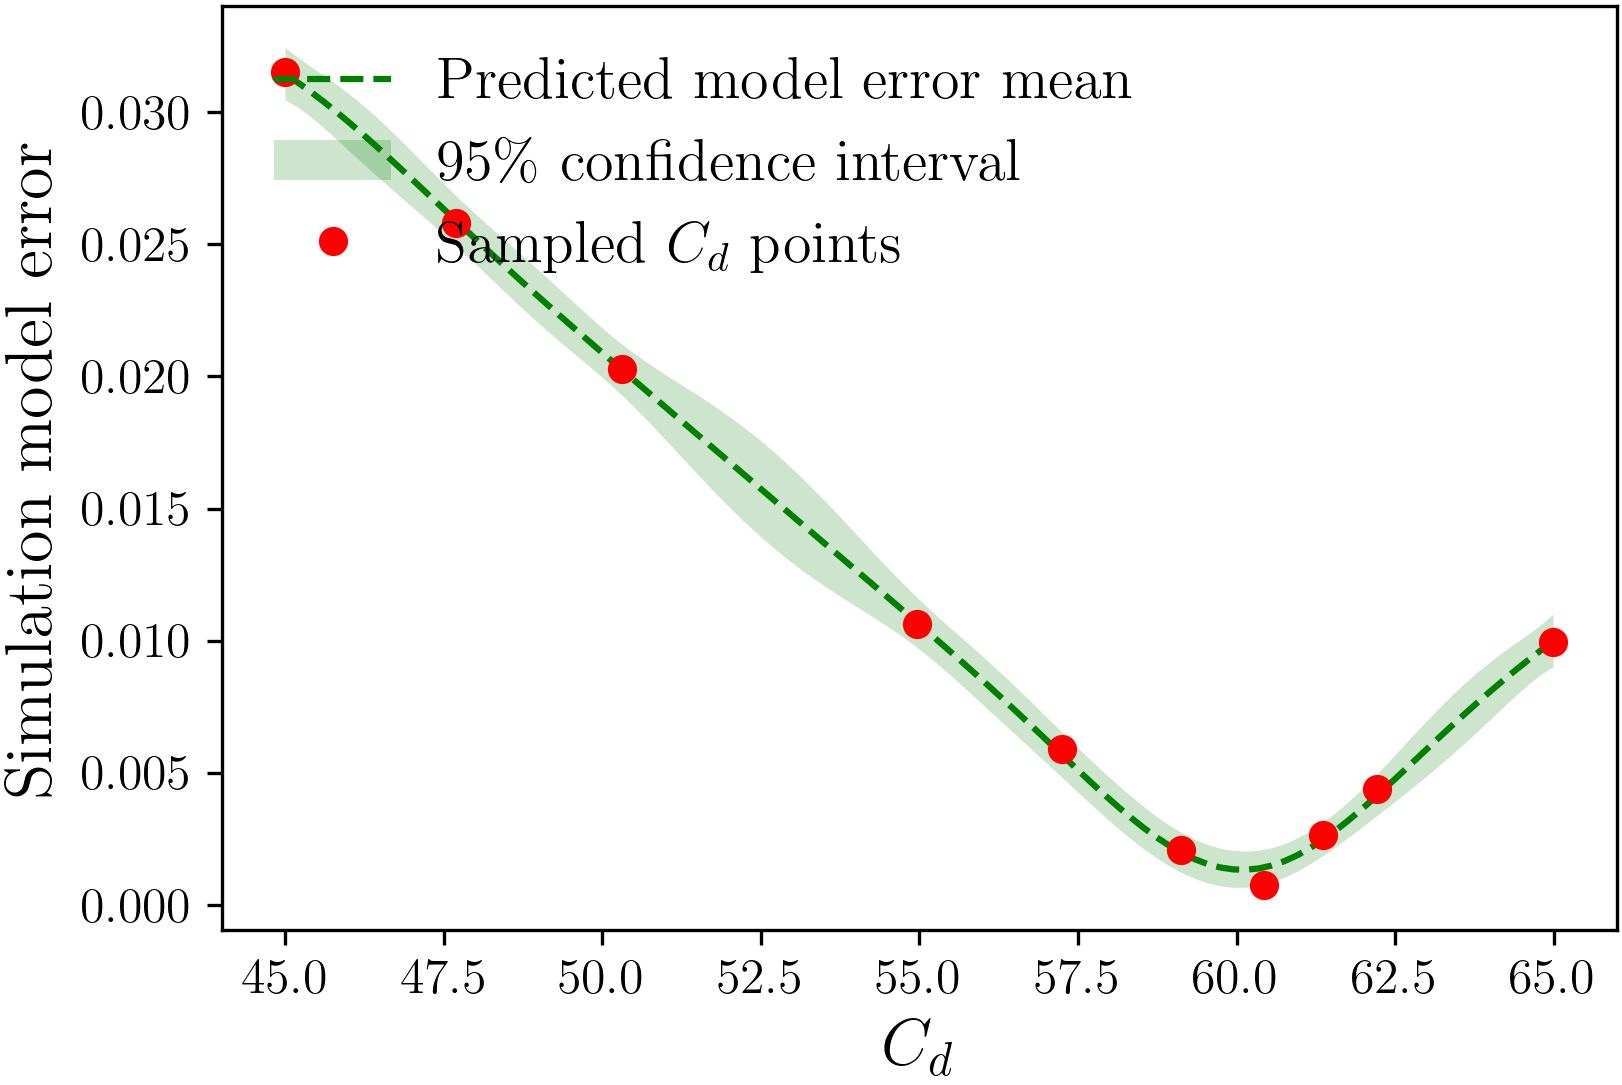 Predicted model error mean
95% confidence interval
Sampled C_d points
Simulation model error
0.030
0.025
0.020
0.015
0.010
0.005
0.000
45.0 47.5 50.0 52.5 55.0 57.5 60.0 62.5 65.0
C_d